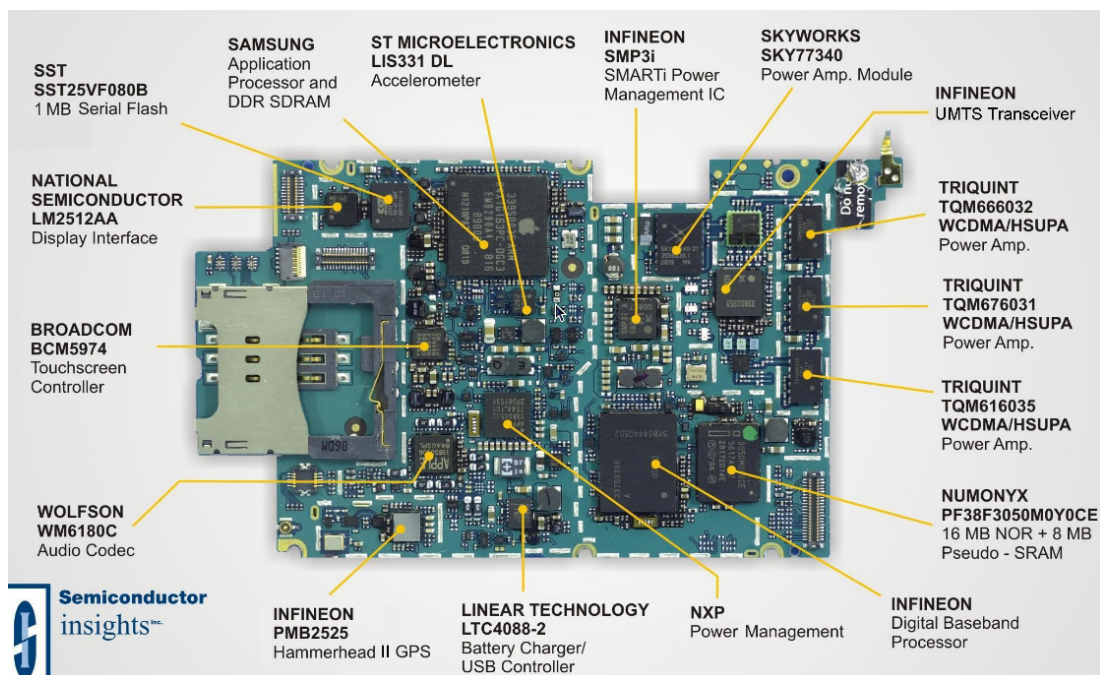 SST
SST25VF080B
1 MB Serial Flash
SAMSUNG
Application
Processor and
DDR SDRAM
ST MICROELECTRONICS
LIS331 DL
Accelerometer
INFINEON
SMP3i
SMARTi Power
Management IC
SKYWORKS
SKY77340
Power Amp. Module
INFINEON
UMTS Transceiver
NATIONAL
SEMICONDUCTOR
LM2512AA
Display Interface
TRIQUINT
TQM666032
WCDMA/HSUPA
Power Amp.
BROADCOM
BCM5974
Touchscreen
Controller
TRIQUINT
TQM676031
WCDMA/HSUPA
Power Amp.
TRIQUINT
TQM616035
WCDMA/HSUPA
Power Amp.
WOLFSON
WM6180C
Audio Codec
NUMONYX
PF38F3050M0Y0CE
16 MB NOR + 8 MB
Pseudo - SRAM
INFINEON
PMB2525
Hammerhead II GPS
LINEAR TECHNOLOGY
LTC4088-2
Battery Charger/
USB Controller
NXP
Power Management
INFINEON
Digital Baseband
Processor
Semiconductor
insights inc.
Do no
remove